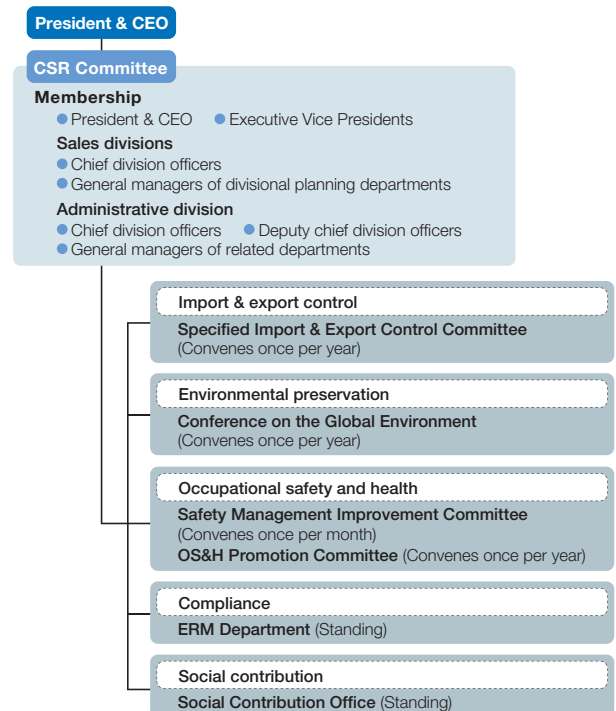 President & CEO
CSR Committee
Membership
● President & CEO ● Executive Vice Presidents
Sales divisions
● Chief division officers
● General managers of divisional planning departments
Administrative division
● Chief division officers ● Deputy chief division officers
● General managers of related departments
Import & export control
Specified Import & Export Control Committee
(Convenes once per year)
Environmental preservation
Conference on the Global Environment
(Convenes once per year)
Occupational safety and health
Safety Management Improvement Committee
(Convenes once per month)
OS&H Promotion Committee (Convenes once per year)
Compliance
ERM Department (Standing)
Social contribution
Social Contribution Office (Standing)